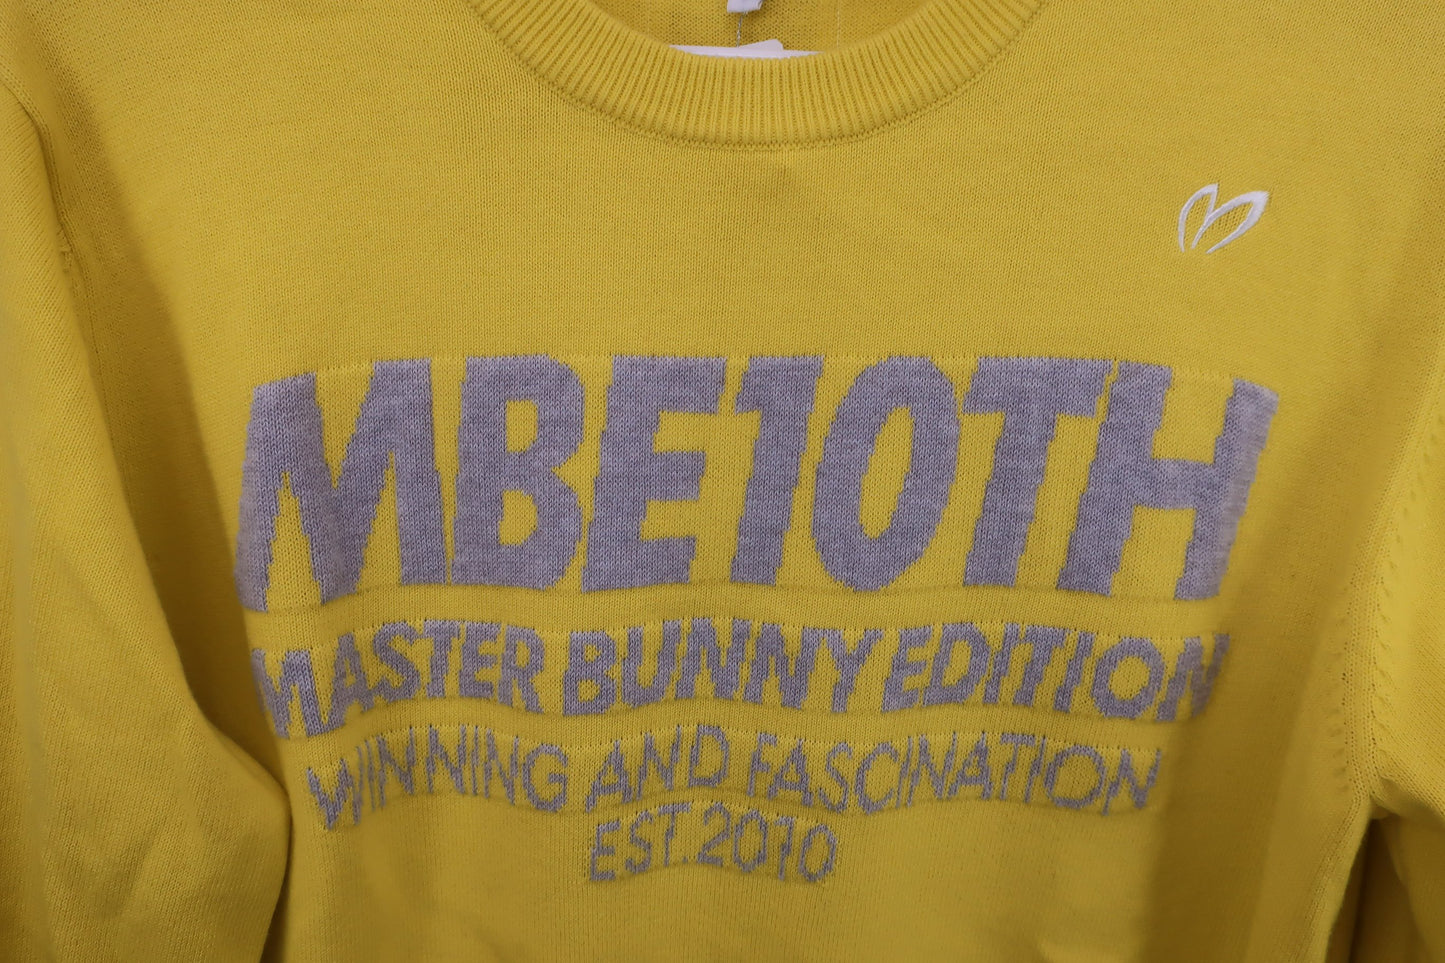 MBE10TH
MASTER BUNNY EDITION
WINNING AND FASCINATION
EST.2010